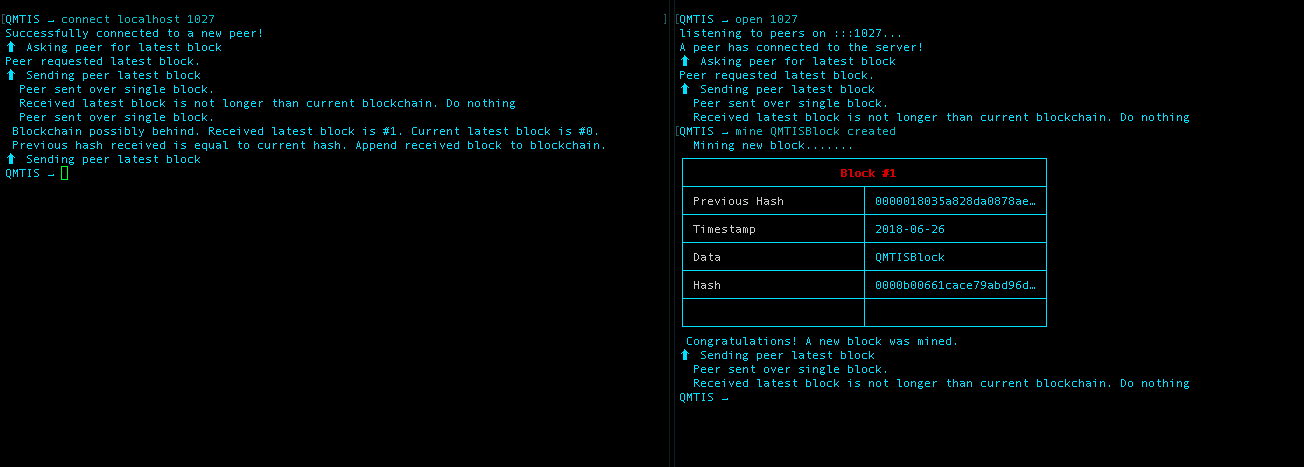 QMTIS → connect localhost 1027
Successfully connected to a new peer!
⬆ Asking peer for latest block
Peer requested latest block.
⬆ Sending peer latest block
Peer sent over single block.
Received latest block is not longer than current blockchain. Do nothing
Peer sent over single block.
Blockchain possibly behind. Received latest block is #1. Current latest block is #0.
Previous hash received is equal to current hash. Append received block to blockchain.
⬆ Sending peer latest block
QMTIS →
QMTIS → open 1027
listening to peers on :::1027...
A peer has connected to the server!
⬆ Asking peer for latest block
Peer requested latest block.
⬆ Sending peer latest block
Peer sent over single block.
Received latest block is not longer than current blockchain. Do nothing
QMTIS → mine QMTISBlock created
Mining new block.......
Block #1
Previous Hash 0000018035a828da0878ae…
Timestamp 2018-06-26
Data QMTISBlock
Hash 0000b00661cace79abd96d…
Congratulations! A new block was mined.
⬆ Sending peer latest block
Peer sent over single block.
Received latest block is not longer than current blockchain. Do nothing
QMTIS →